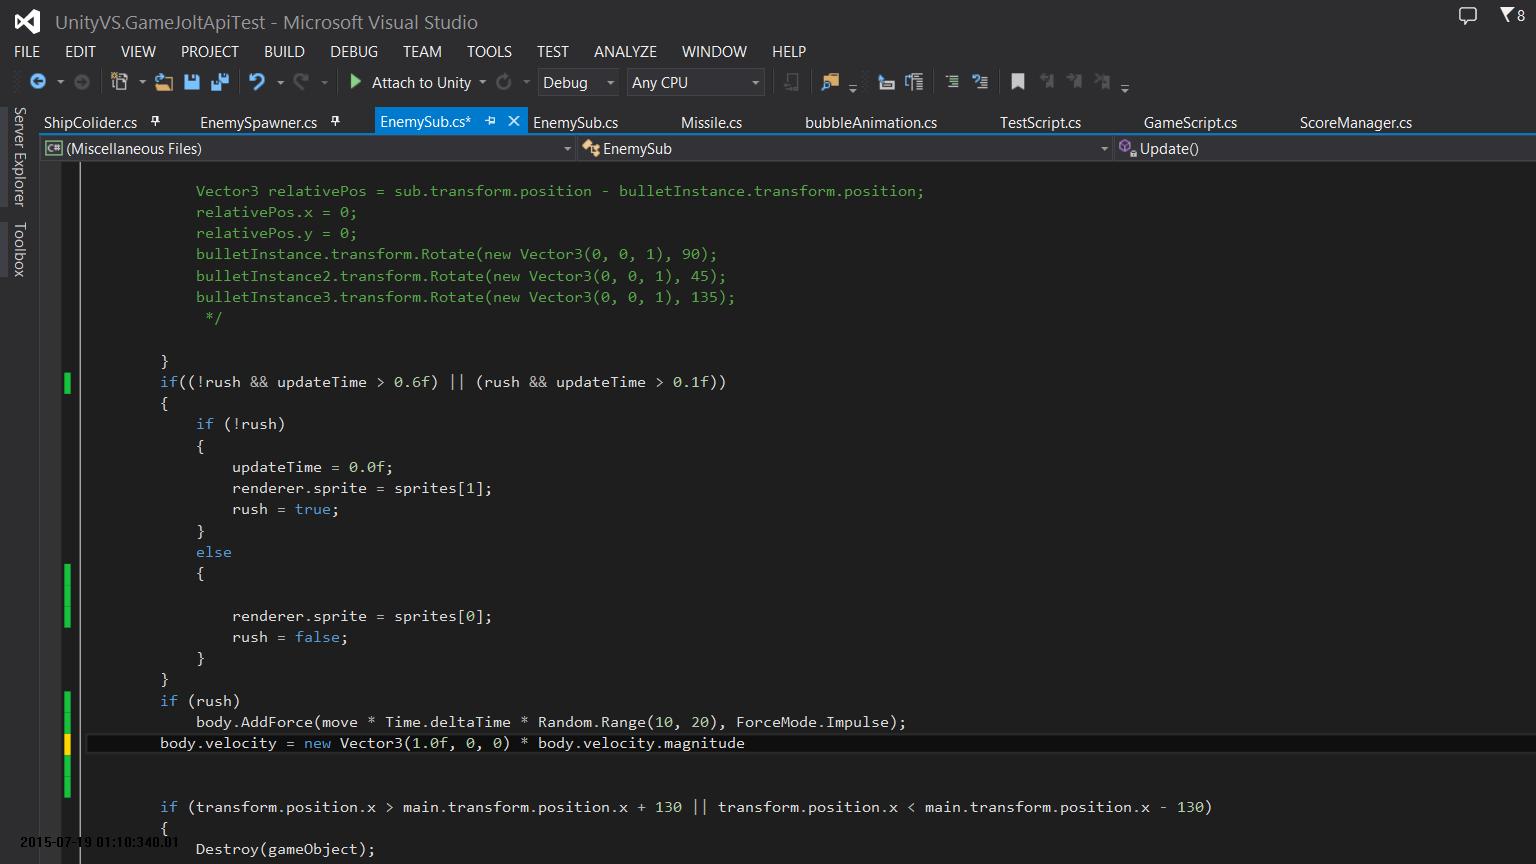 UnityVS.GameJoltApiTest - Microsoft Visual Studio
8
FILE EDIT VIEW PROJECT BUILD DEBUG TEAM TOOLS TEST ANALYZE WINDOW HELP
Attach to Unity Debug Any CPU
Server Explorer
Toolbox
ShipColider.cs EnemySpawner.cs EnemySub.cs* EnemySub.cs Missile.cs bubbleAnimation.cs TestScript.cs GameScript.cs ScoreManager.cs
C# (Miscellaneous Files) EnemySub Update()
Vector3 relativePos = sub.transform.position - bulletInstance.transform.position;
relativePos.x = 0;
relativePos.y = 0;
bulletInstance.transform.Rotate(new Vector3(0, 0, 1), 90);
bulletInstance2.transform.Rotate(new Vector3(0, 0, 1), 45);
bulletInstance3.transform.Rotate(new Vector3(0, 0, 1), 135);
*/
}
if((!rush && updateTime > 0.6f) || (rush && updateTime > 0.1f))
{
if (!rush)
{
updateTime = 0.0f;
renderer.sprite = sprites[1];
rush = true;
}
else
{
renderer.sprite = sprites[0];
rush = false;
}
}
if (rush)
body.AddForce(move * Time.deltaTime * Random.Range(10, 20), ForceMode.Impulse);
body.velocity = new Vector3(1.0f, 0, 0) * body.velocity.magnitude
if (transform.position.x > main.transform.position.x + 130 || transform.position.x < main.transform.position.x - 130)
{
2015-07-19 01:10:340.01
Destroy(gameObject);